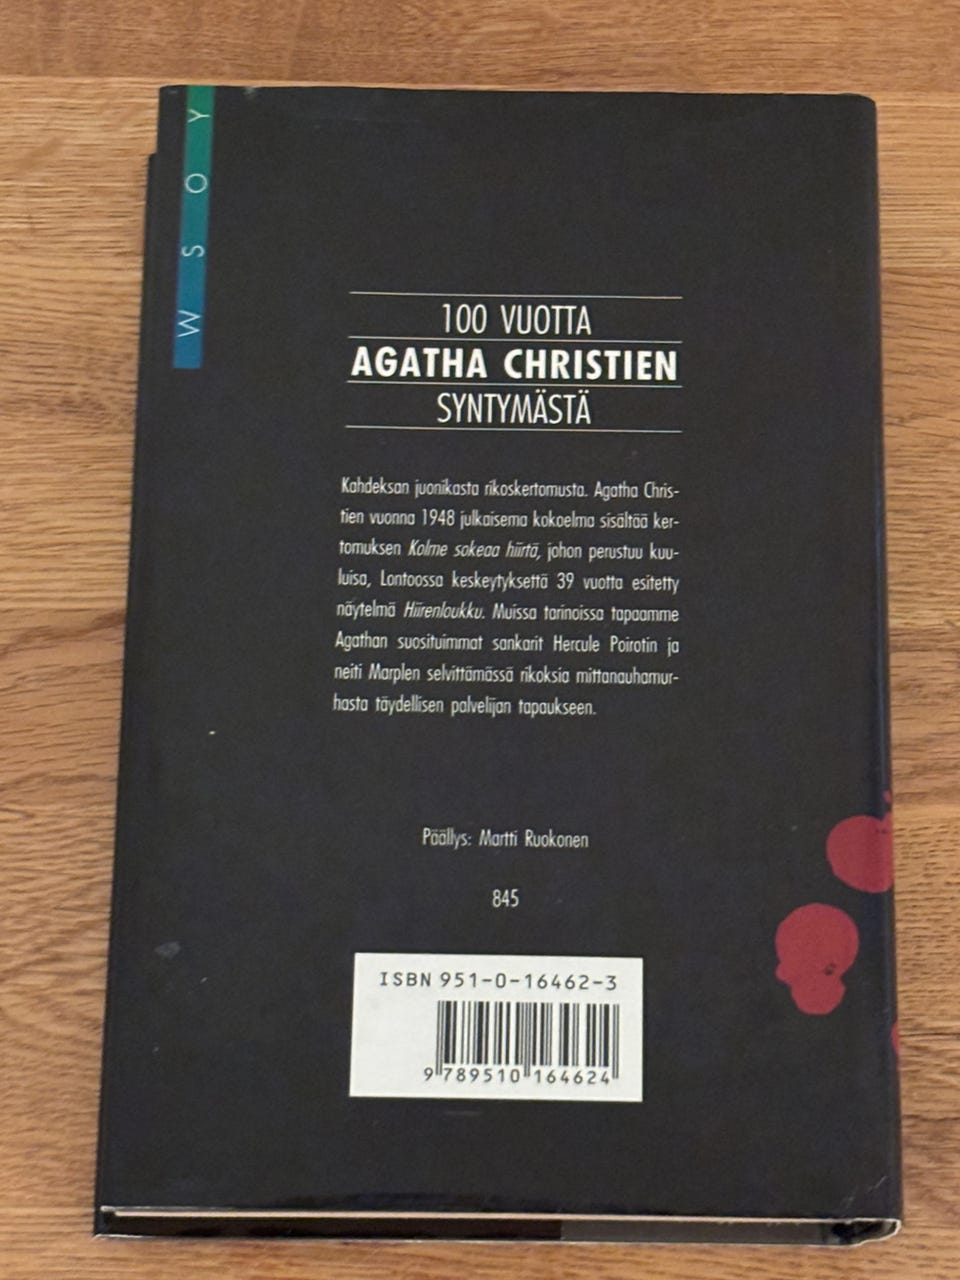 WSOY
100 VUOTTA
AGATHA CHRISTIEN
SYNTYMÄSTÄ
Kahdeksan juonikasta rikoskertomusta. Agatha Chris-
tien vuonna 1948 julkaisema kokoelma sisältää ker-
tomuksen Kolme sokeaa hiirtä, johon perustuu kuu-
luisa, Lontoossa keskeytyksettä 39 vuotta esitetty
näytelmä Hiirenloukku. Muissa tarinoissa tapaamme
Agathan suosituimmat sankarit Hercule Poirotin ja
neiti Marplen selvittämässä rikoksia mittanauhamur-
hasta täydellisen palvelijan tapaukseen.
Päällys: Martti Ruokonen
845
ISBN 951-0-16462-3
9 789510 164624